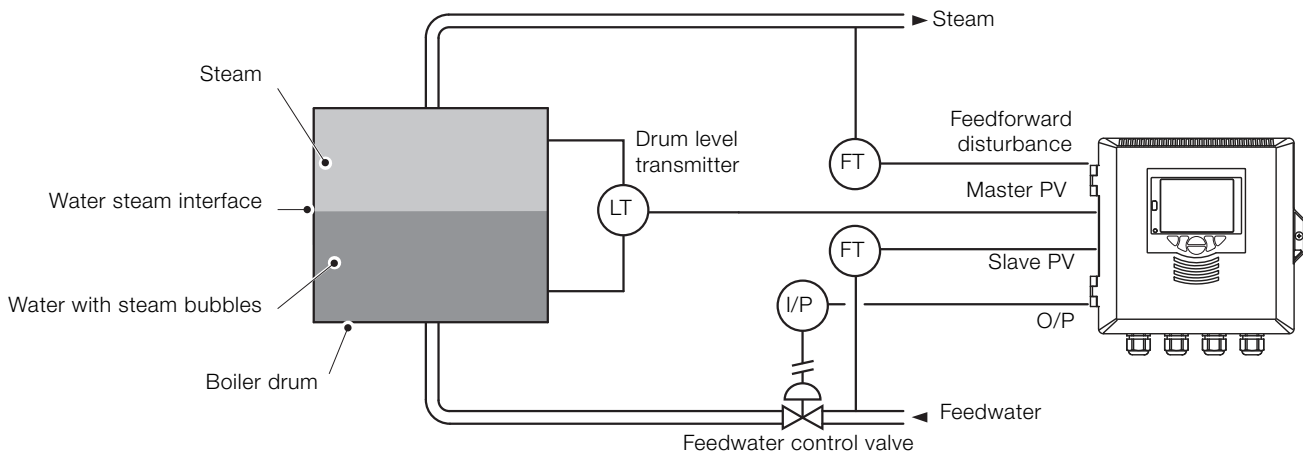 Steam
Steam
Feedforward
disturbance
Drum level
transmitter
FT
Master PV
Water steam interface
LT
FT
Slave PV
Water with steam bubbles
I/P
O/P
Boiler drum
Feedwater
Feedwater control valve